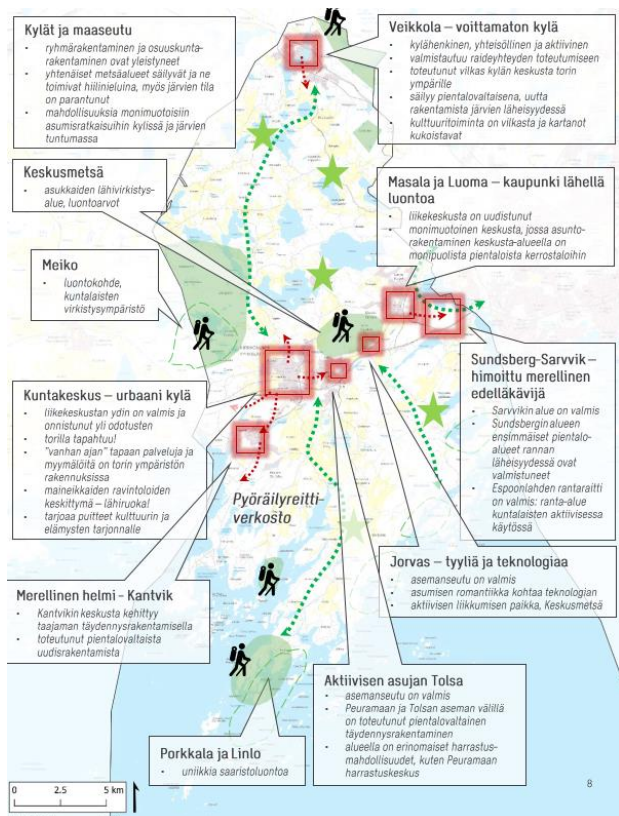 Kylät ja maaseutu
- ryhmärakentaminen ja osuuskunta-
rakentaminen ovat yleistyneet
- yhtenäiset metsäalueet säilyvät ja ne
toimivat hiilinieluina, myös järvien tila
on parantunut
- mahdollisuuksia monimuotoisiin
asumisratkaisuihin kylissä ja järvien
tuntumassa
Veikkola – voittamaton kylä
- kylähenkinen, yhteisöllinen ja aktiivinen
- valmistautuu raideyhteyden toteutumiseen
- toteutunut vilkas kylän keskusta torin
ympärille
- säilyy pientalovaltaisena, uutta
rakentamista järvien läheisyydessä
- kulttuuritoiminta on vilkasta ja kartanot
kukoistavat
Keskusmetsä
- asukkaiden lähivirkistys-
alue, luontoarvot
Masala ja Luoma – kaupunki lähellä
luontoa
- liikekeskusta on uudistunut
- monimuotoinen keskusta, jossa asunto-
rakentaminen keskusta-alueella on
monipuolista pientaloista kerrostaloihin
Meiko
- luontokohde,
kuntalaisten
virkistysympäristö
Kuntakeskus – urbaani kylä
- liikekeskustan ydin on valmis ja
onnistunut yli odotusten
- torilla tapahtuu!
- "vanhan ajan" tapaan palveluja ja
myymälöitä on torin ympäristön
rakennuksissa
- maineikkaiden ravintoloiden
keskittymä – lähiruoka!
- tarjoaa puitteet kulttuurin ja
elämysten tarjonnalle
Sundsberg-Sarvvik –
himoittu merellinen
edelläkävijä
- Sarvvikin alue on valmis
- Sundsbergin alueen
ensimmäiset pientalo-
alueet rannan
läheisyydessä ovat
valmistuneet
- Espoonlahden rantaraitti
on valmis: ranta-alue
kuntalaisten aktiivisessa
käytössä
Pyöräilyreitti-
verkosto
Jorvas – tyyliä ja teknologiaa
- asemanseutu on valmis
- asumisen romantiikka kohtaa teknologian
- aktiivisen liikkumisen paikka, Keskusmetsä
Merellinen helmi - Kantvik
- Kantvikin keskusta kehittyy
taajaman täydennysrakentamisella
- toteutunut pientalovaltaista
uudisrakentamista
Aktiivisen asujan Tolsa
- asemanseutu on valmis
- Peuramaan ja Tolsan aseman välillä
on toteutunut pientalovaltainen
täydennysrakentaminen
- alueella on erinomaiset harrastus-
mahdollisuudet, kuten Peuramaan
harrastuskeskus
Porkkala ja Linlo
- uniikkia saaristoluontoa
0 2.5 5 km
8